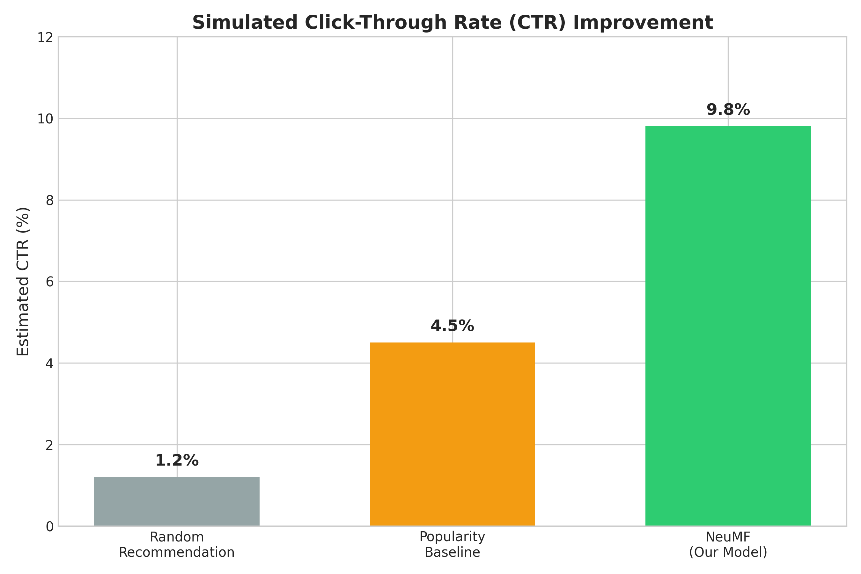 Simulated Click-Through Rate (CTR) Improvement
Estimated CTR (%)
12
10
8
6
4
2
0
1.2%
4.5%
9.8%
Random
Recommendation
Popularity
Baseline
NeuMF
(Our Model)